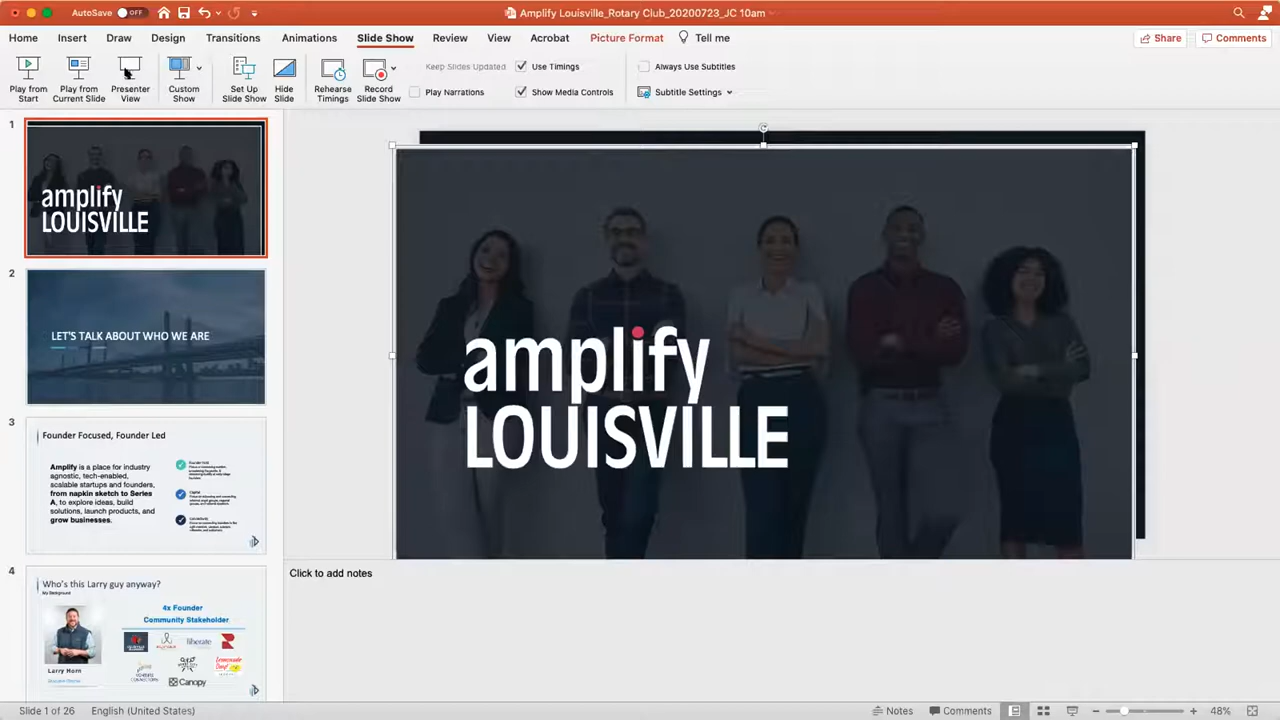 AutoSave OFF
Amplify Louisville_Rotary Club_20200723_JC 10am
Home Insert Draw Design Transitions Animations Slide Show Review View Acrobat Picture Format Tell me
Share Comments
Play from Start
Play from Current Slide
Presenter View
Custom Show
Set Up Slide Show
Hide Slide
Rehearse Timings
Record Slide Show
Keep Slides Updated
Use Timings
Play Narrations
Show Media Controls
Always Use Subtitles
Subtitle Settings
1
amplify
LOUISVILLE
2
LET'S TALK ABOUT WHO WE ARE
3
Founder Focused, Founder Led
Amplify is a place for industry
agnostic, tech-enabled,
scalable startups and founders,
from napkin sketch to Series
A, to explore ideas, build
solutions, launch products, and
grow businesses.
4
Who's this Larry guy anyway?
My Background
4x Founder
Community Stakeholder
Larry Horn
liberate
Canopy
amplify
LOUISVILLE
Click to add notes
Slide 1 of 26 English (United States) Notes Comments 48%